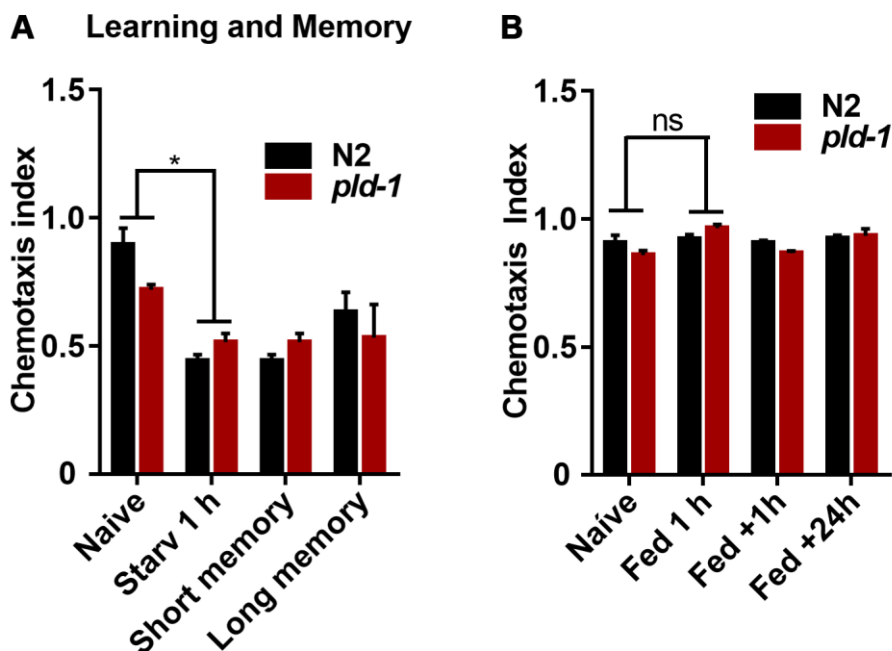 A Learning and Memory
Chemotaxis index
1.5
1.0
0.5
0
*
N2
pld-1
Naive
Starv 1 h
Short memory
Long memory
B
Chemotaxis Index
1.5
1.0
0.5
0
ns
N2
pld-1
Naíve
Fed 1 h
Fed +1h
Fed +24h